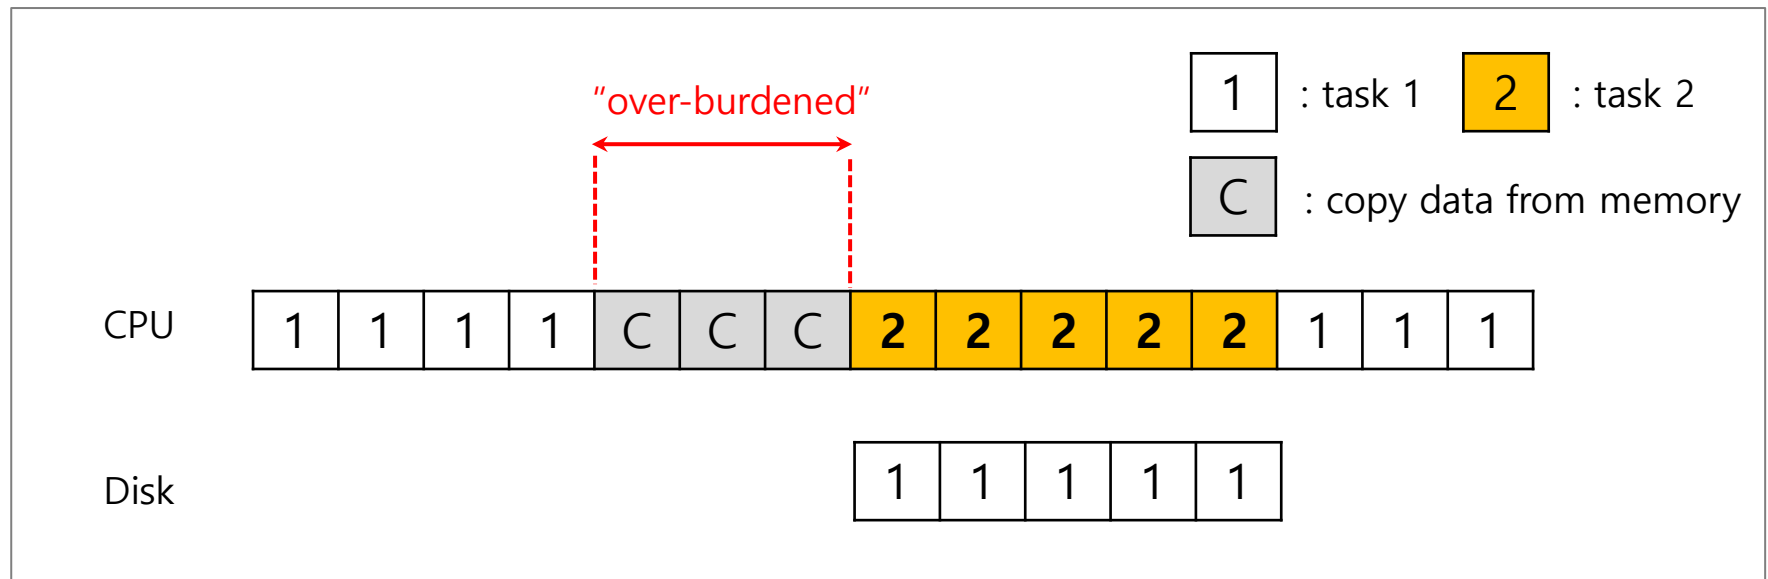 "over-burdened"
1 : task 1 2 : task 2
C : copy data from memory
CPU 1 1 1 1 C C C 2 2 2 2 2 1 1 1
Disk 1 1 1 1 1